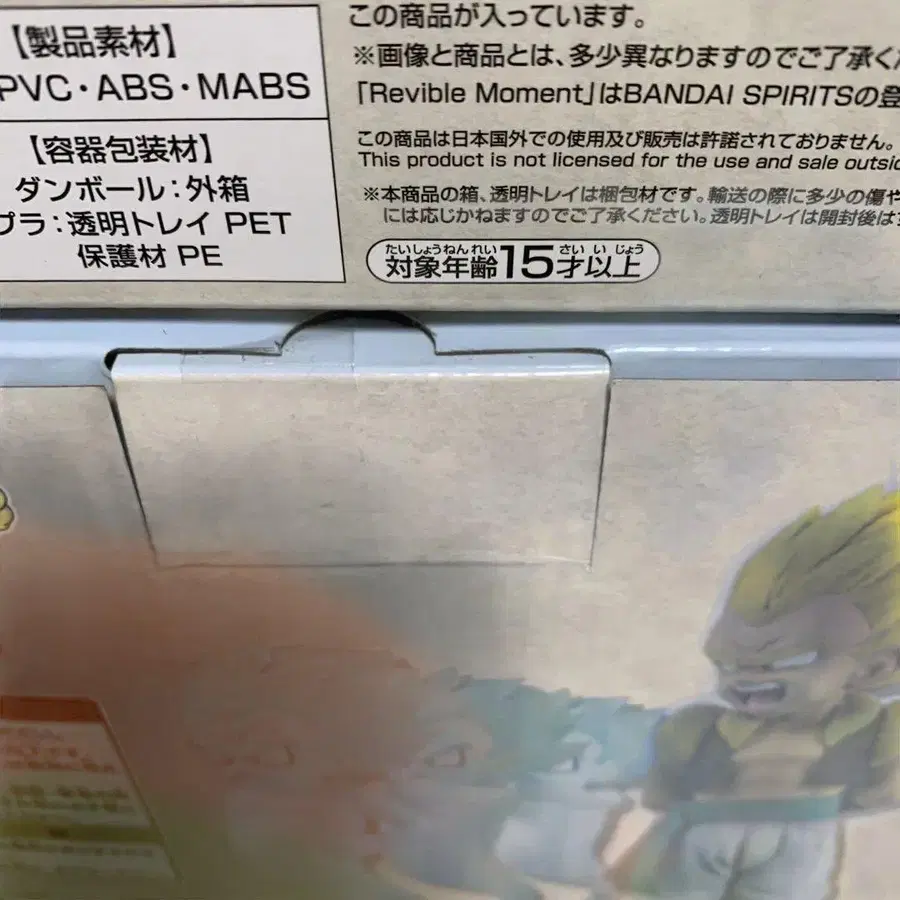 【製品素材】
PVC・ABS・MABS
【容器包装材】
ダンボール：外箱
プラ：透明トレイ PET
保護材 PE
この商品が入っています。
※画像と商品とは、多少異なりますのでご了承くだ
「Revible Moment」はBANDAI SPIRITSの登
この商品は日本国外での使用及び販売は許諾されておりません。
This product is not licensed for the use and sale outsid
※本商品の箱、透明トレイは梱包材です。輸送の際に多少の傷や
には応じかねますのでご了承ください。透明トレイは開封後はす
たいしょうねんれい さい いじょう
対象年齢15才以上